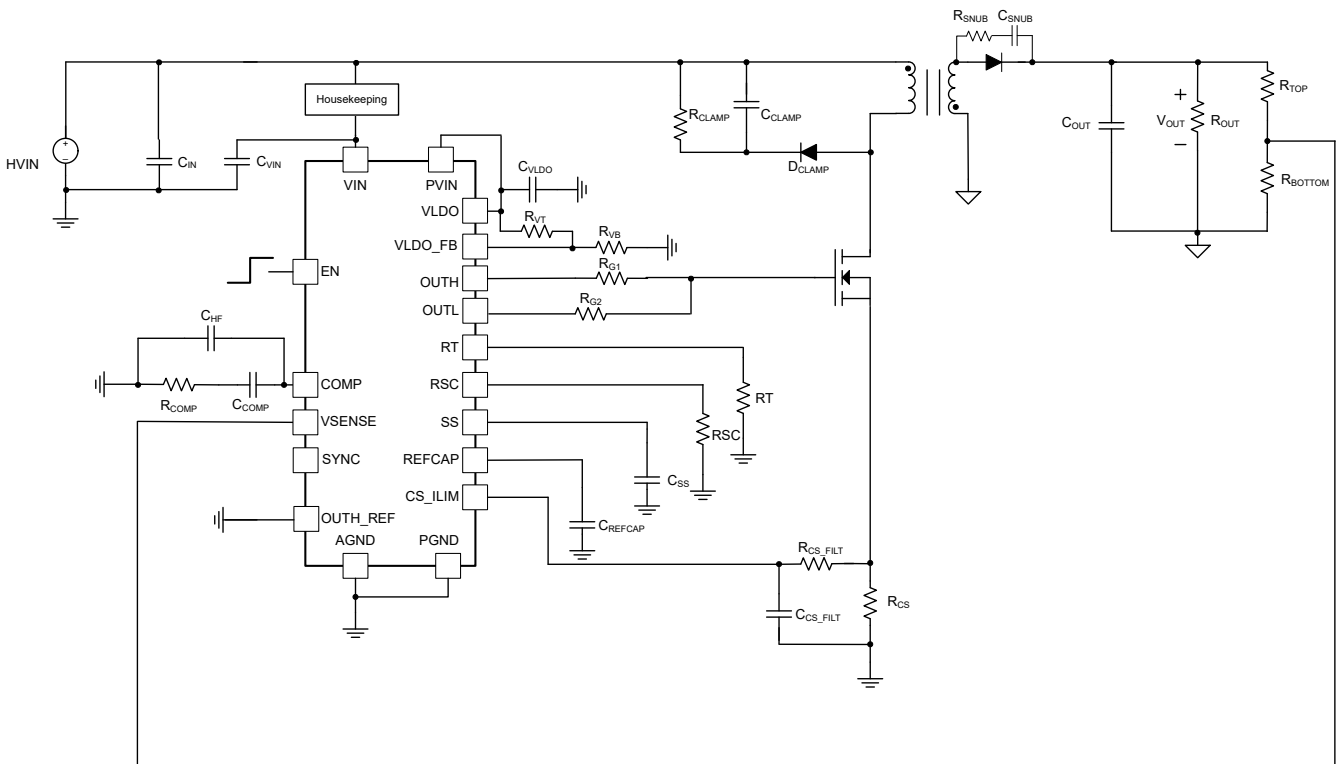 RSNUB CSNUB
Housekeeping
RCLAMP
CCLAMP
RTOP
COUT
+
VOUT
−
ROUT
HVIN
+
−
CIN
CVIN
DCLAMP
RBOTTOM
VIN
PVIN
CVLDO
VLDO
RVT
VLDO_FB
RVB
EN
OUTH
RG1
OUTL
RG2
CHF
RT
COMP
RSC
RT
RCOMP
CCOMP
VSENSE
SS
RSC
SYNC
REFCAP
CSS
CS_ILIM
OUTH_REF
CREFCAP
AGND
PGND
RCS_FILT
RCS
CCS_FILT